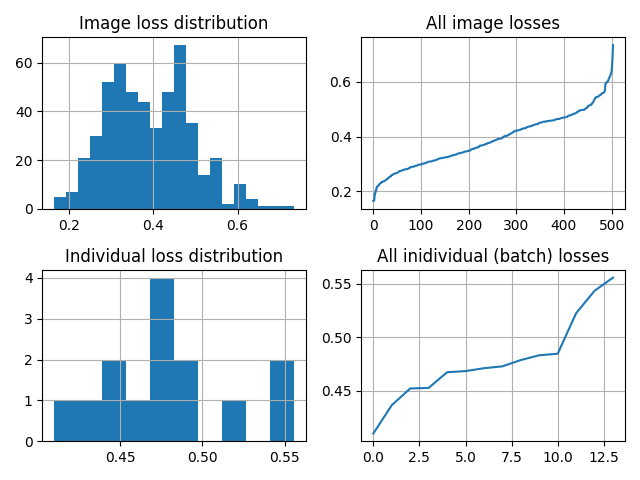 Image loss distribution
60
40
20
0
0.2 0.4 0.6
All image losses
0.6
0.4
0.2
0 100 200 300 400 500
Individual loss distribution
4
3
2
1
0
0.45 0.50 0.55
All inidividual (batch) losses
0.55
0.50
0.45
0.0 2.5 5.0 7.5 10.0 12.5